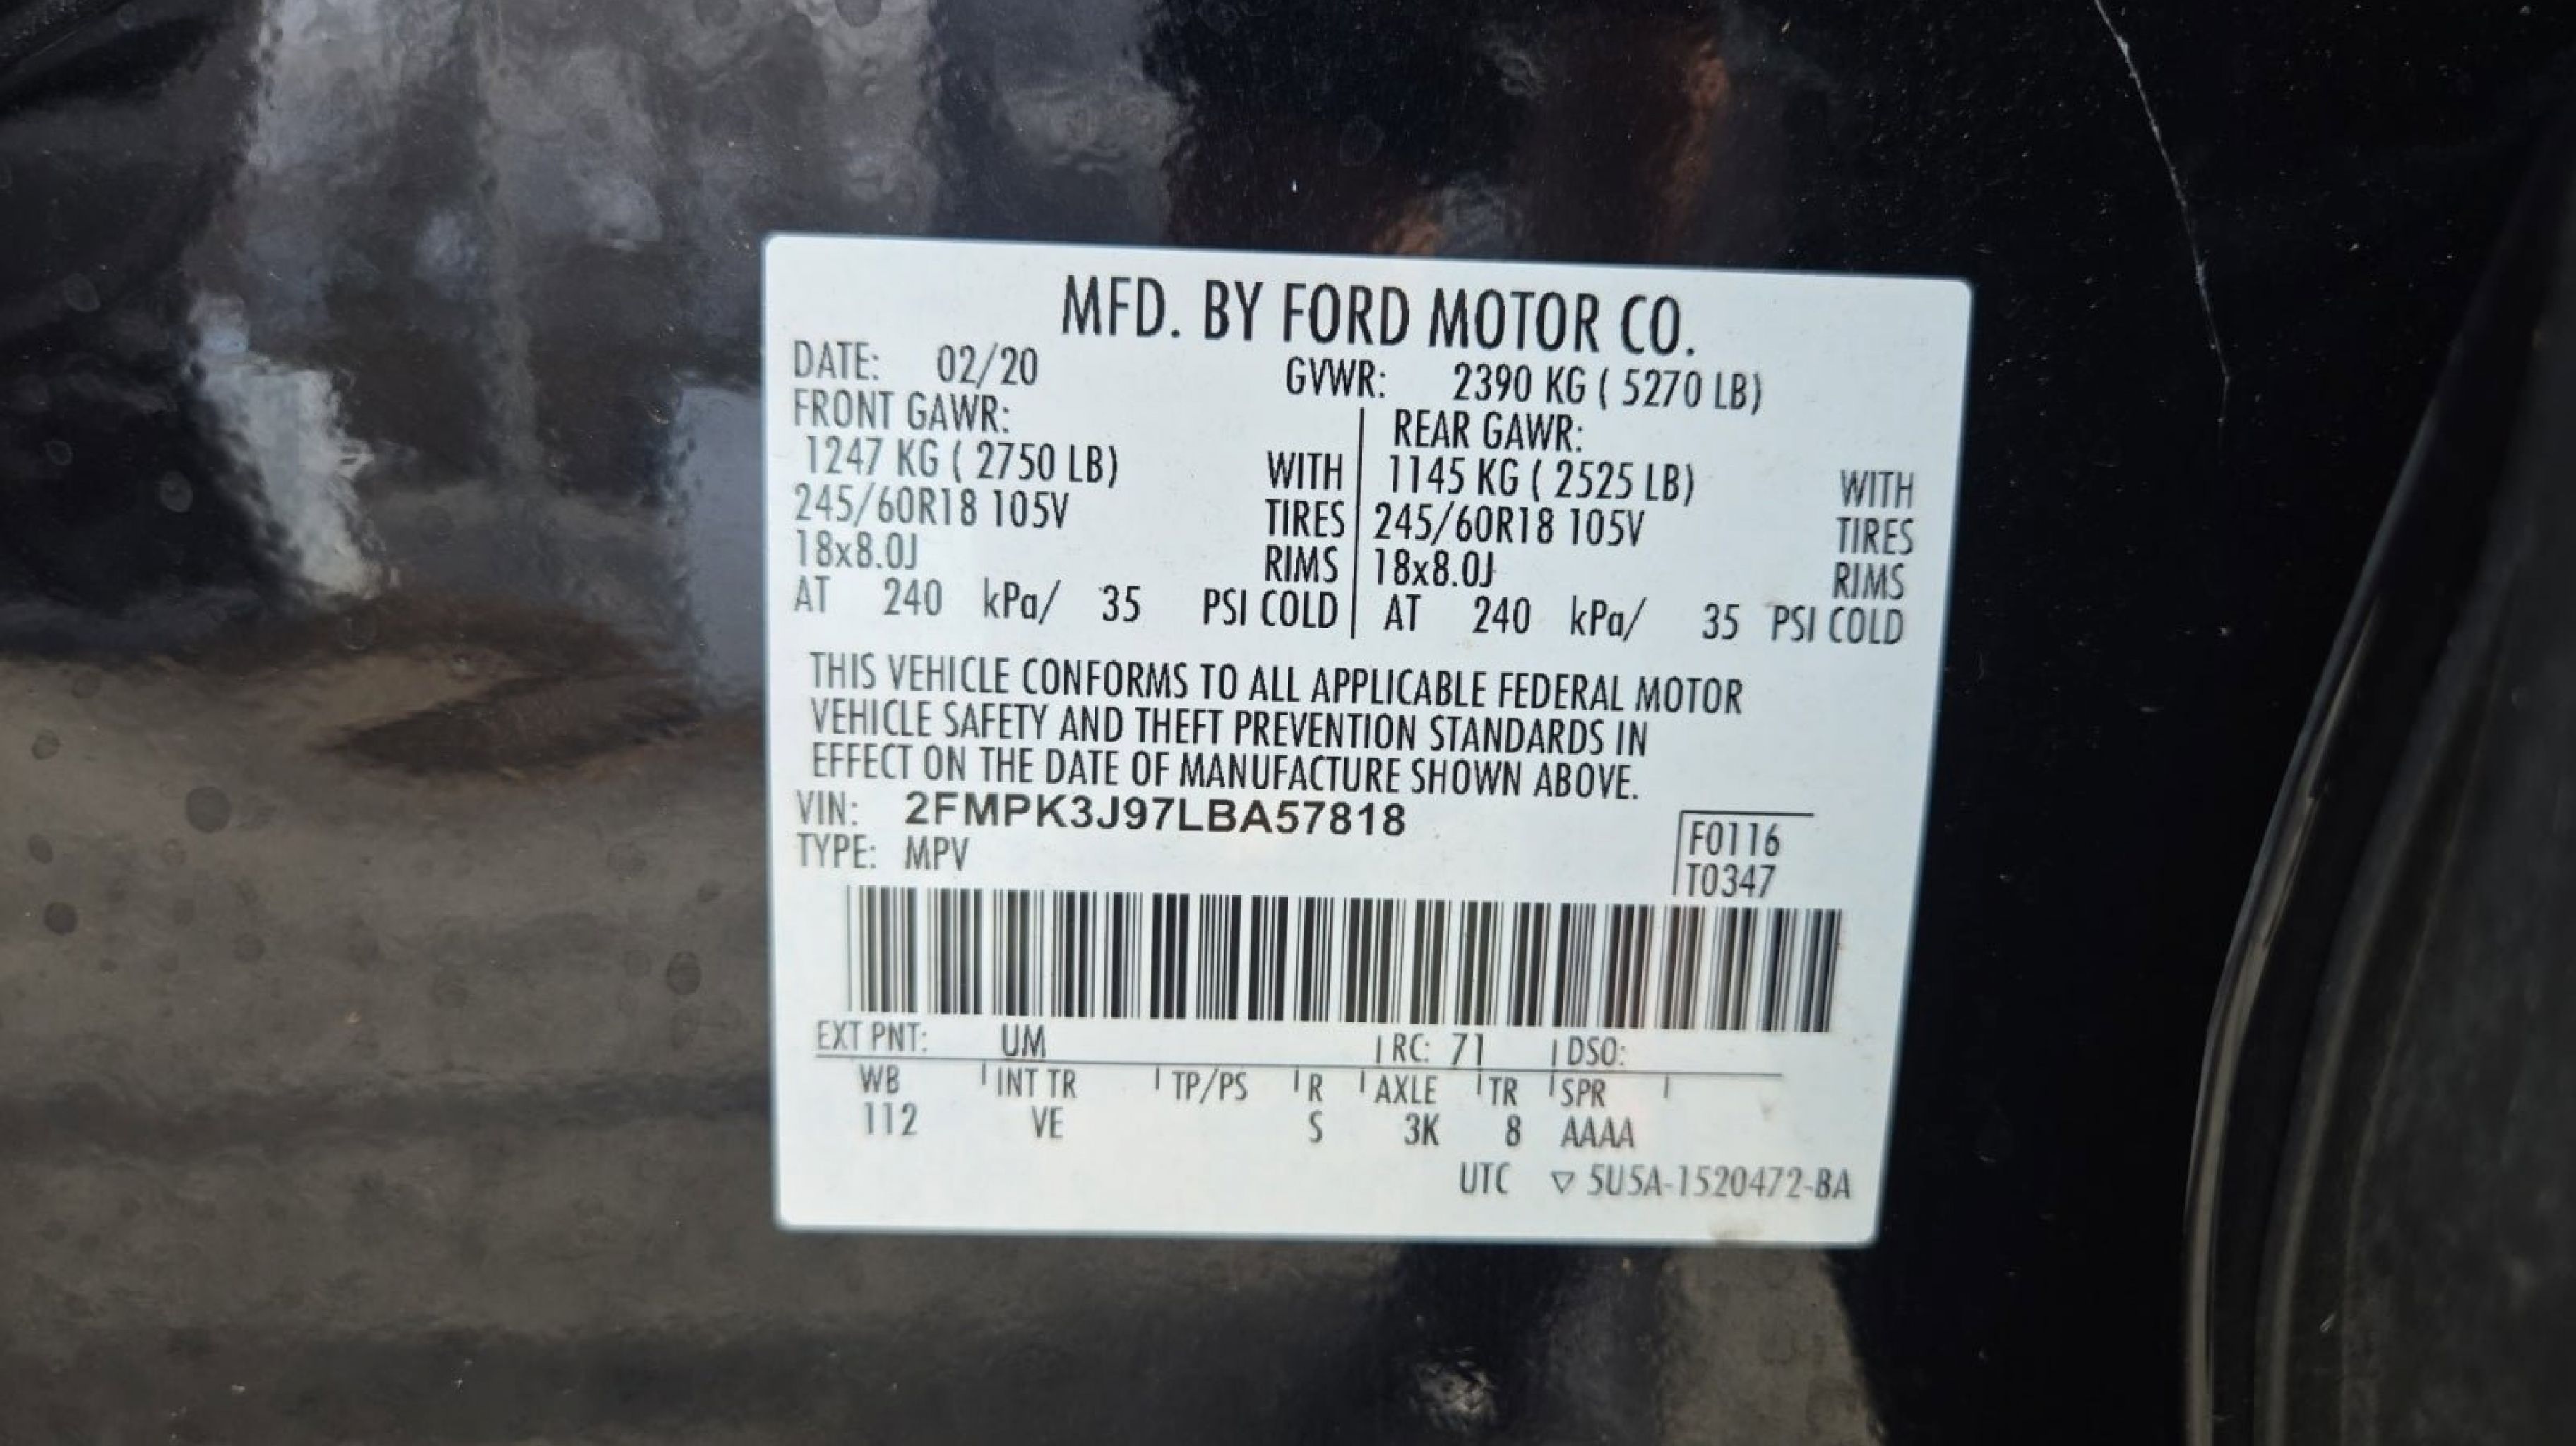 MFD. BY FORD MOTOR CO.
DATE: 02/20 GVWR: 2390 KG ( 5270 LB)
FRONT GAWR: REAR GAWR:
1247 KG ( 2750 LB) WITH 1145 KG ( 2525 LB) WITH
245/60R18 105V TIRES 245/60R18 105V TIRES
18x8.0J RIMS 18x8.0J RIMS
AT 240 kPa/ 35 PSI COLD AT 240 kPa/ 35 PSI COLD
THIS VEHICLE CONFORMS TO ALL APPLICABLE FEDERAL MOTOR
VEHICLE SAFETY AND THEFT PREVENTION STANDARDS IN
EFFECT ON THE DATE OF MANUFACTURE SHOWN ABOVE.
VIN: 2FMPK3J97LBA57818
F0116
TYPE: MPV
T0347
EXT PNT: UM RC: 71 DSO:
WB INT TR TP/PS R AXLE TR SPR
112 VE S 3K 8 AAAA
UTC ▽ 5U5A-1520472-BA